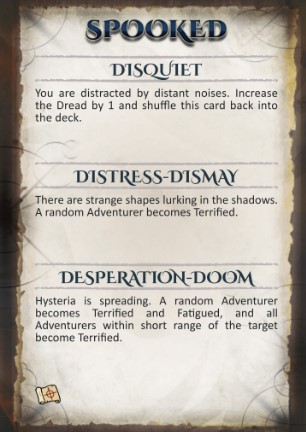 SPOOKED
DISQUIET
You are distracted by distant noises. Increase
the Dread by 1 and shuffle this card back into
the deck.
DISTRESS-DISMAY
There are strange shapes lurking in the shadows.
A random Adventurer becomes Terrified.
DESPERATION-DOOM
Hysteria is spreading. A random Adventurer
becomes Terrified and Fatigued, and all
Adventurers within short range of the target
become Terrified.